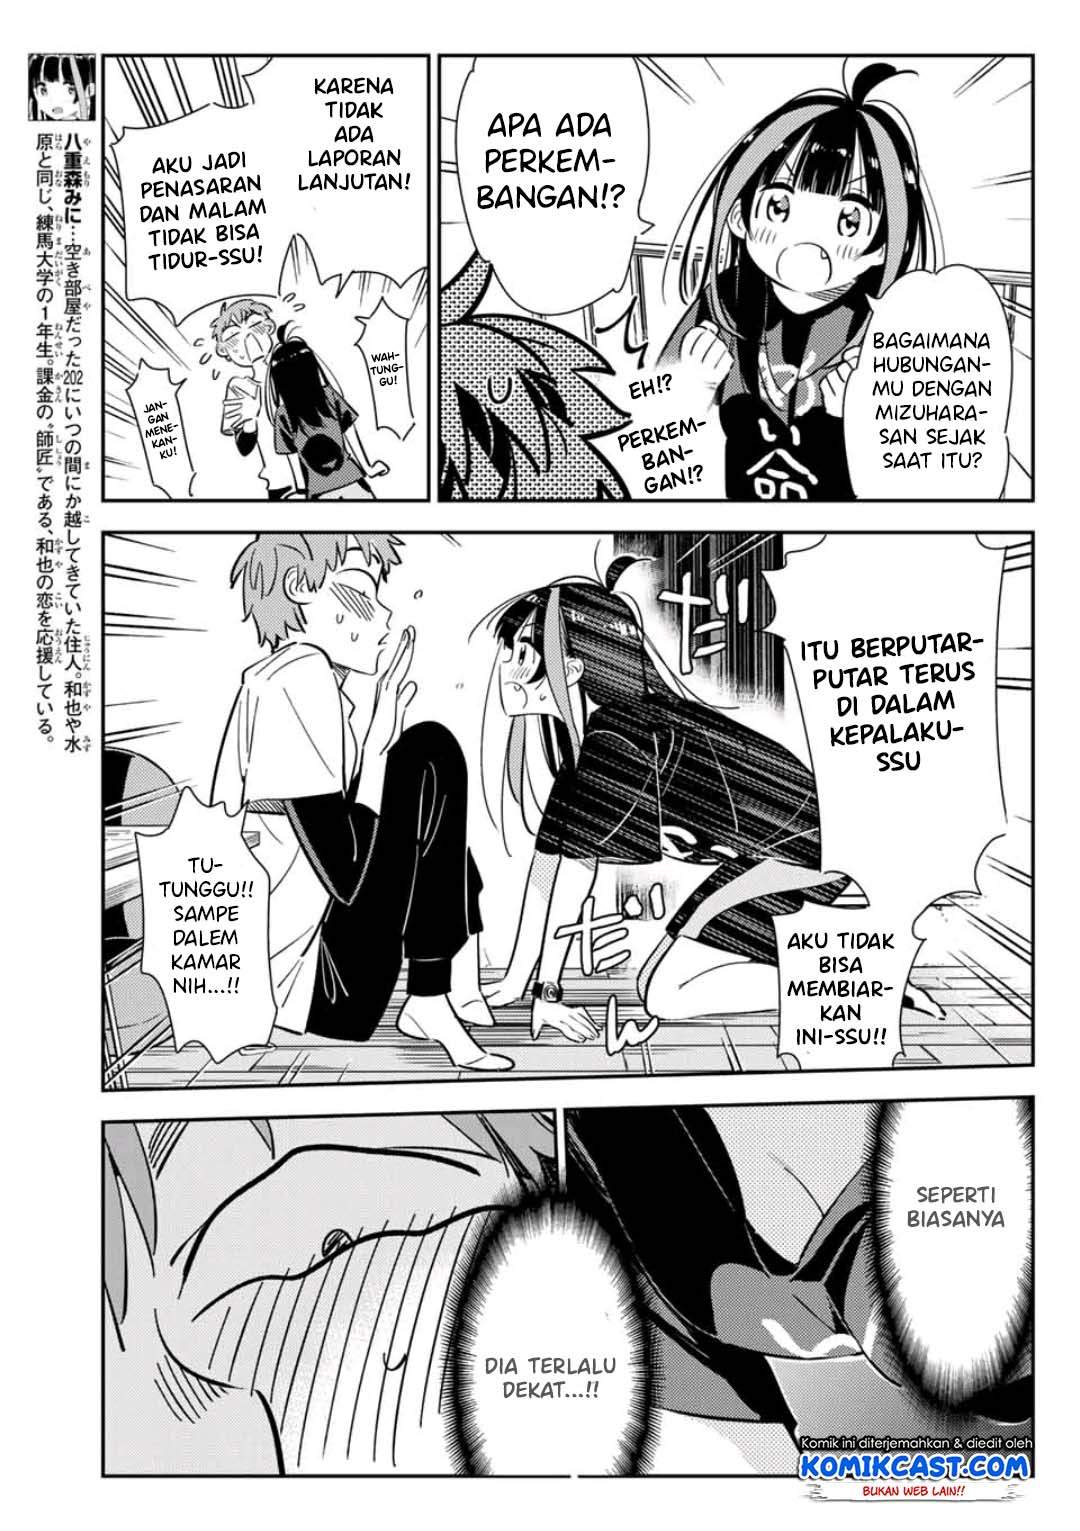 APA ADA
PERKEM-
BANGAN!?
BAGAIMANA
HUBUNGAN-
MU DENGAN
MIZUHARA-
SAN SEJAK
SAAT ITU?
EH!?
PERKEM-
BAN-
GAN!?
い命
KARENA
TIDAK
ADA
LAPORAN
LANJUTAN!
AKU JADI
PENASARAN
DAN MALAM
TIDAK BISA
TIDUR-SSU!
WAH-
TUNG-
GU!
JAN-
GAN
MENE-
KAN-
KU!
八重森みに…空き部屋だった202にいつの間にか越してきていた住人。和也や水
原と同じ、練馬大学の1年生。課金の“師匠”である、和也の恋を応援している。
ITU BERPUTAR-
PUTAR TERUS
DI DALAM
KEPALAKU-
SSU
AKU TIDAK
BISA
MEMBIAR-
KAN
INI-SSU!!
TU-
TUNGGU!!
SAMPE
DALEM
KAMAR
NIH...!!
SEPERTI
BIASANYA
DIA TERLALU
DEKAT...!!
Komik ini diterjemahkan & diedit oleh
KOMIKCAST.COM
BUKAN WEB LAIN!!